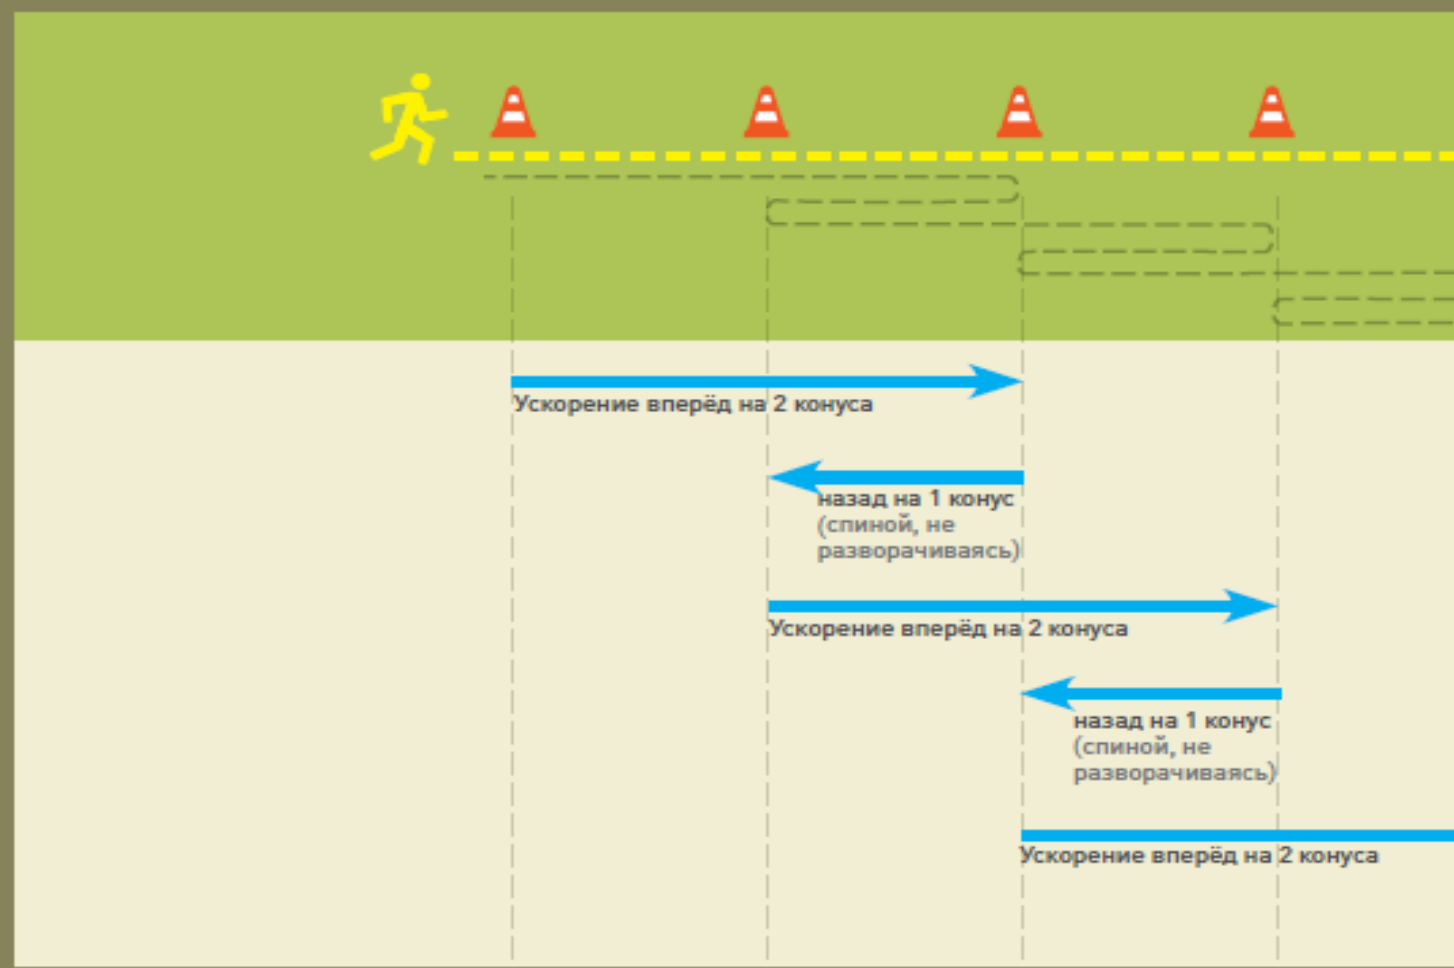 Ускорение вперёд на 2 конуса
назад на 1 конус
(спиной, не
разворачиваясь)
Ускорение вперёд на 2 конуса
назад на 1 конус
(спиной, не
разворачиваясь)
Ускорение вперёд на 2 конуса